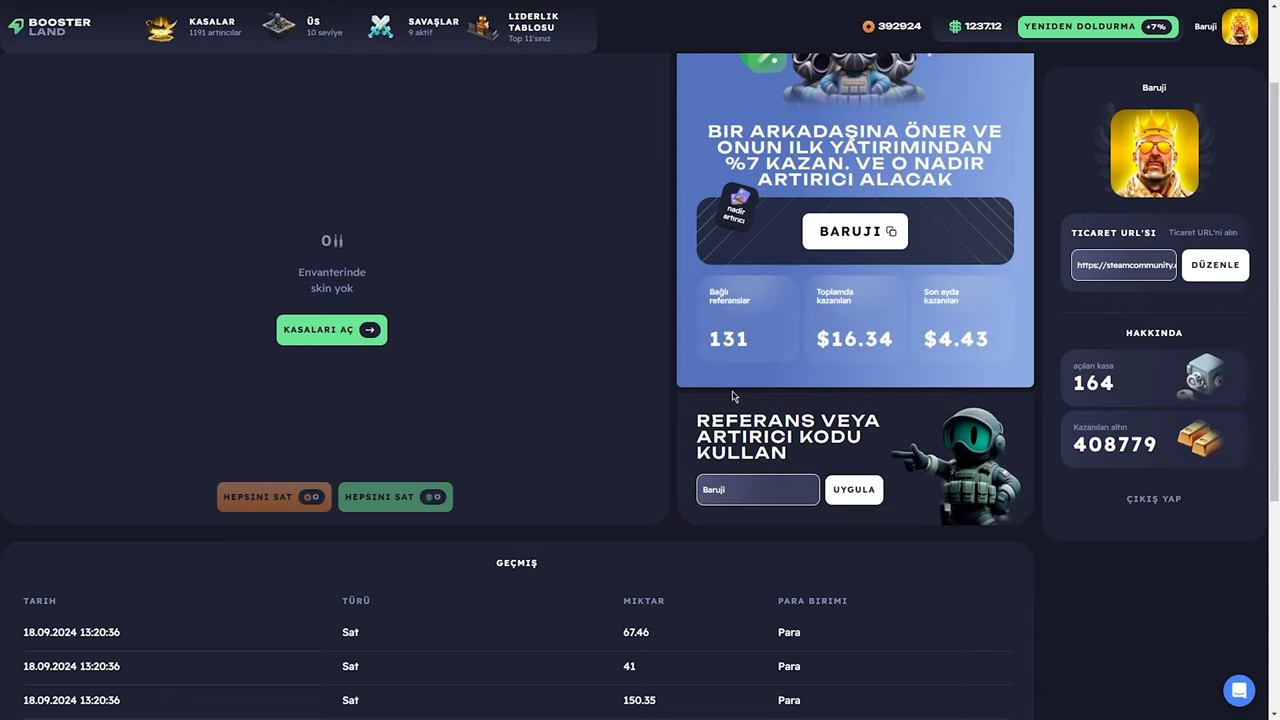 BOOSTER
LAND
KASALAR
1191 artırıcılar
ÜS
10 seviye
SAVAŞLAR
9 aktif
LIDERLIK
TABLOSU
Top 11'sınız
392924
1237.12
YENIDEN DOLDURMA +7%
Baruji
0
Envanterinde
skin yok
KASALARI AÇ
HEPSINI SAT 0
HEPSINI SAT 0
BIR ARKADAŞINA ÖNER VE
ONUN ILK YATIRIMINDAN
%7 KAZAN. VE O NADIR
ARTIRICI ALACAK
nadir
artırıcı
BARUJI
Bağlı
referanslar
131
Toplamda
kazanılan
$16.34
Son ayda
kazanılan
$4.43
REFERANS VEYA
ARTIRICI KODU
KULLAN
Baruji
UYGULA
Baruji
TICARET URL'SI
Ticaret URL'ni alın
https://steamcommunity.
DÜZENLE
HAKKINDA
açılan kasa
164
Kazanılan altın
408779
ÇIKIŞ YAP
GEÇMIŞ
TARIH TÜRÜ MIKTAR PARA BIRIMI
18.09.2024 13:20:36 Sat 67.46 Para
18.09.2024 13:20:36 Sat 41 Para
18.09.2024 13:20:36 Sat 150.35 Para